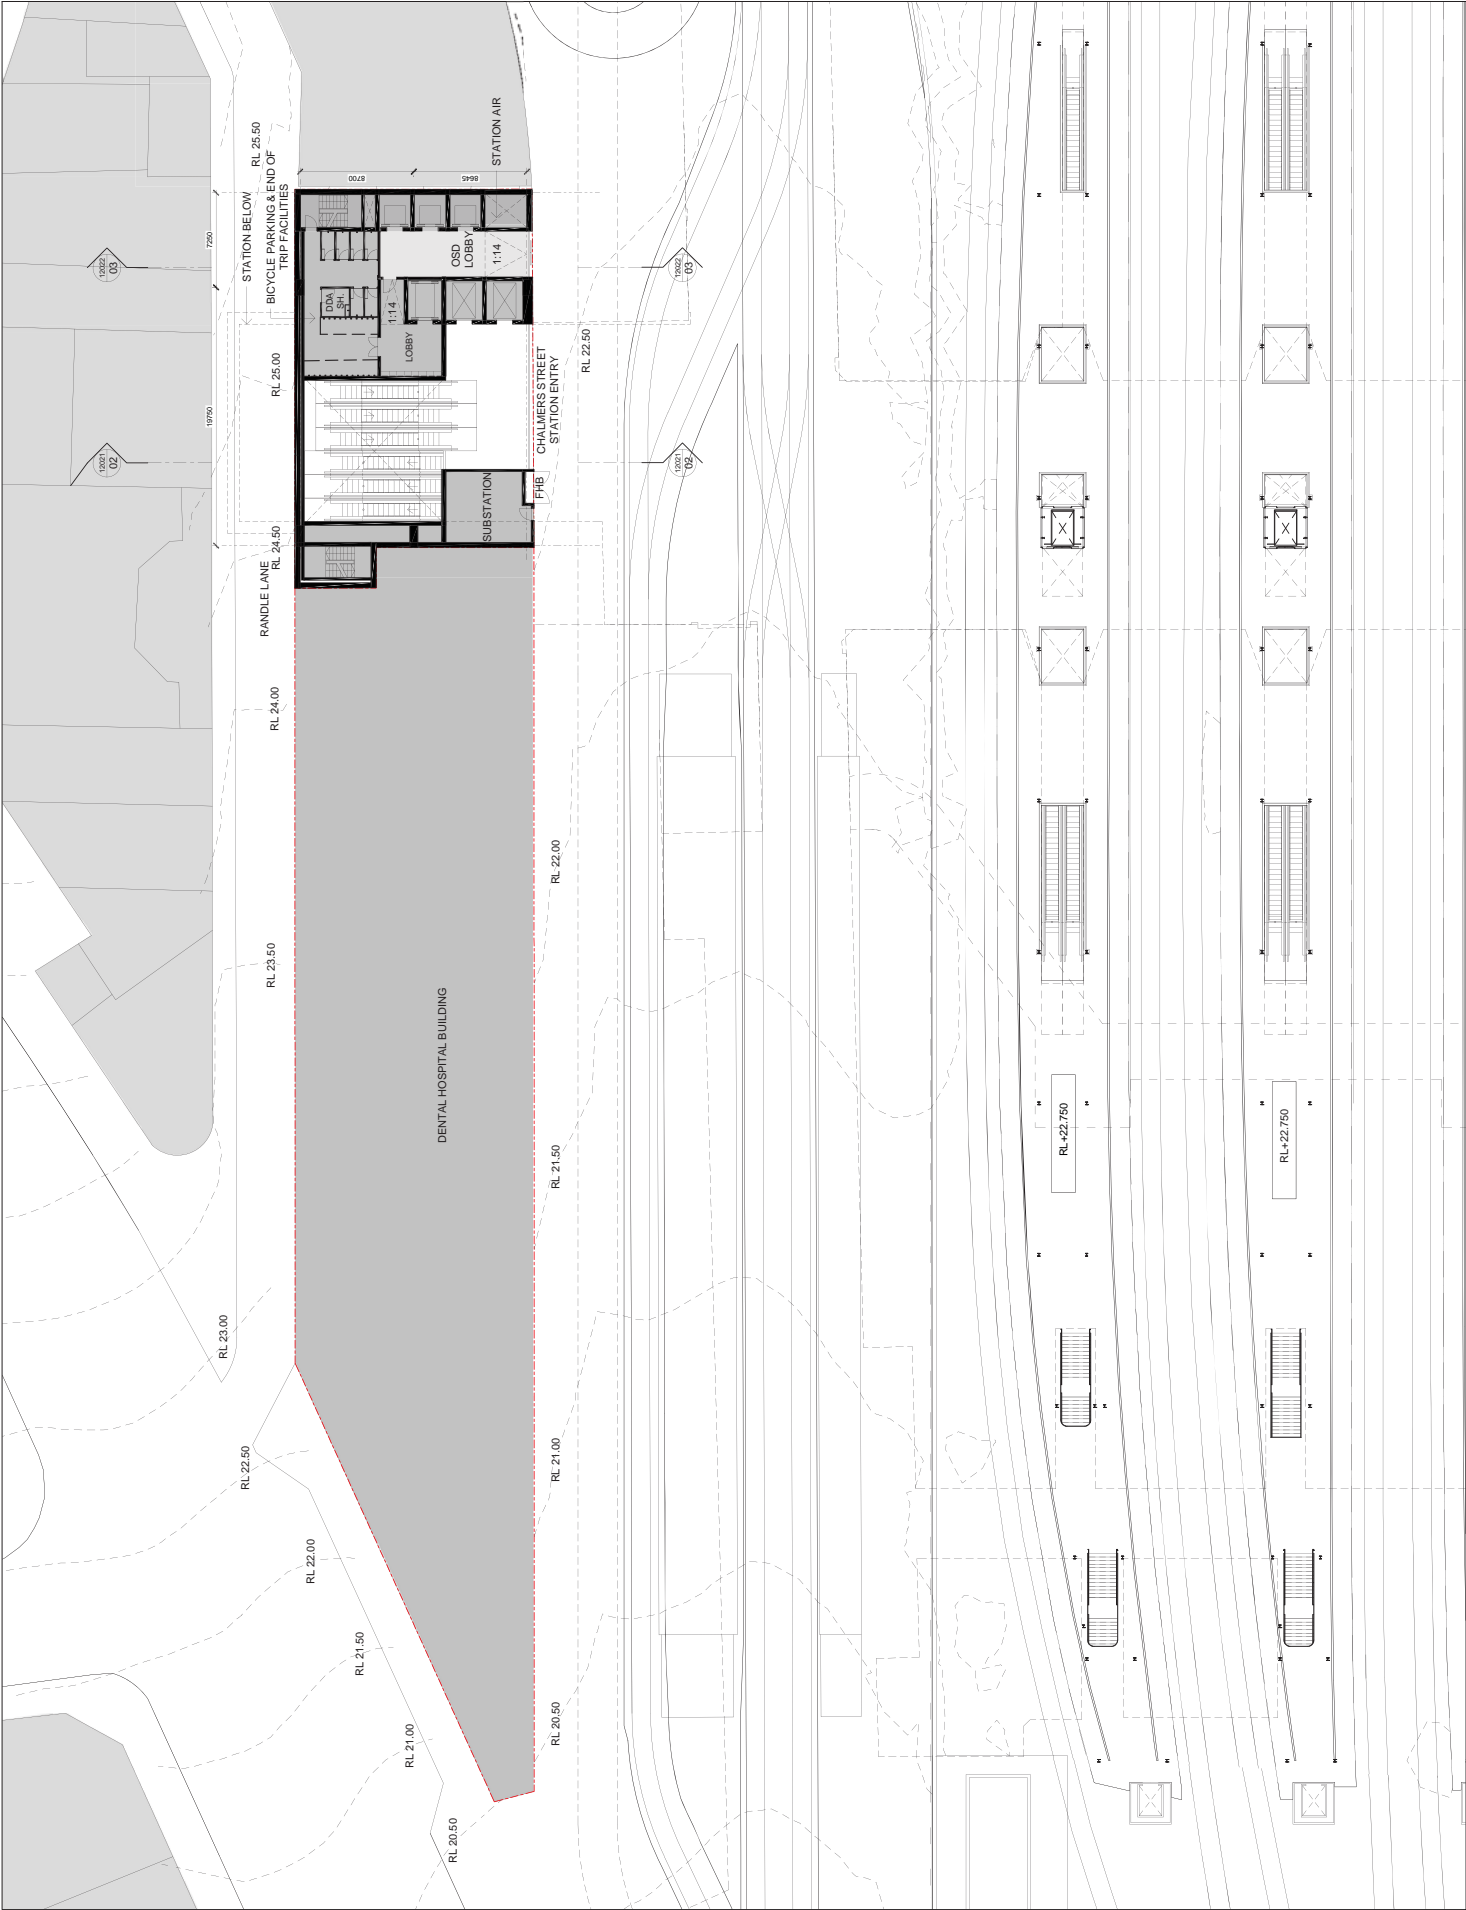 STATION AIR
RL 25.50
BICYCLE PARKING & END OF
TRIP FACILITIES
STATION BELOW
8700
8645
7250
19750
12022
03
12022
03
12021
02
12021
02
OSD
LOBBY
1:14
DDA
SH.
1:14
LOBBY
RL 25.00
RL 22.50
CHALMERS STREET
STATION ENTRY
SUBSTATION
FHB
RL 24.50
RANDLE LANE
RL 24.00
RL 22.00
RL 23.50
DENTAL HOSPITAL BUILDING
RL 21.50
RL+22.750
RL+22.750
RL 23.00
RL 22.50
RL 21.00
RL 22.00
RL 21.50
RL 21.00
RL 20.50
RL 20.50